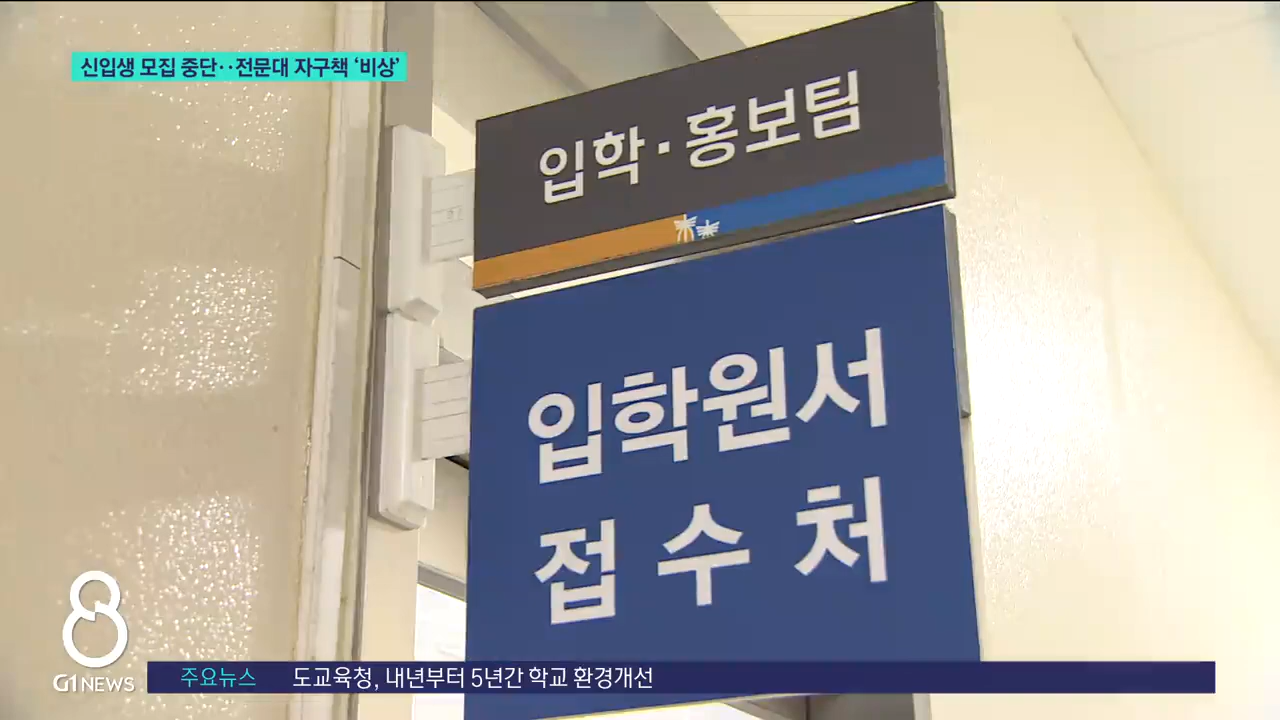 신입생 모집 중단··전문대 자구책 ‘비상’
입학·홍보팀
입학원서
접수처
8
G1 NEWS
주요뉴스 도교육청, 내년부터 5년간 학교 환경개선